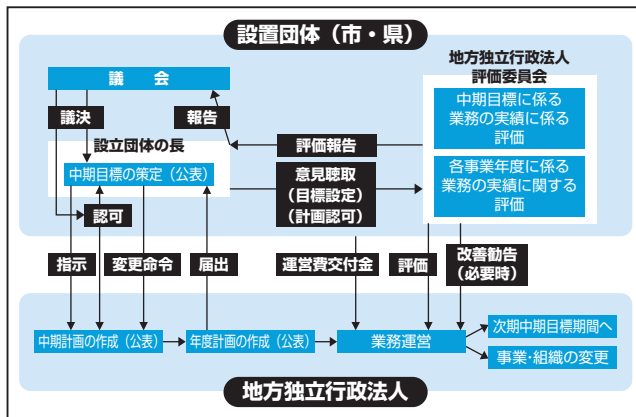 設置団体（市・県）
議　会
地方独立行政法人
評価委員会
中期目標に係る
業務の実績に係る
評価
議決
報告
設立団体の長
評価報告
中期目標の策定（公表）
意見聴取
（目標設定）
（計画認可）
各事業年度に係る
業務の実績に関する
評価
認可
指示
変更命令
届出
運営費交付金
評価
改善勧告
（必要時）
中期計画の作成（公表）
年度計画の作成（公表）
業務運営
次期中期目標期間へ
事業・組織の変更
地方独立行政法人